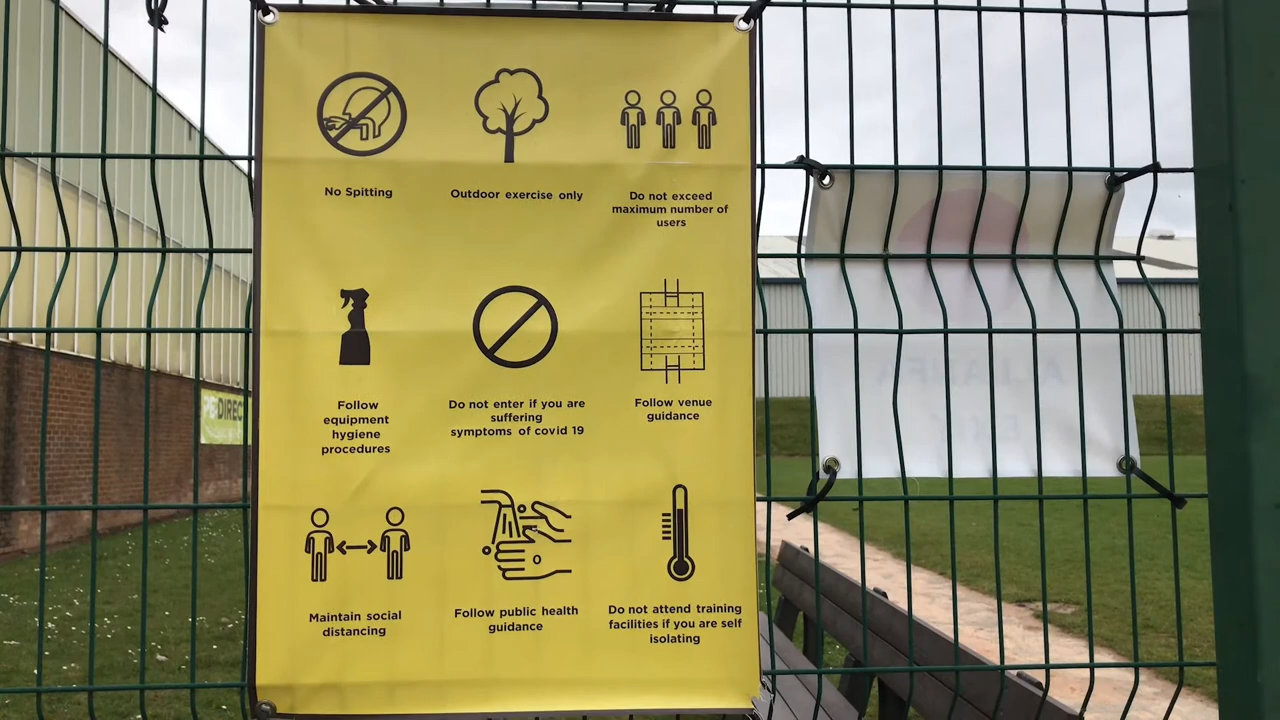 No Spitting
Outdoor exercise only
Do not exceed
maximum number of
users
Follow
equipment
hygiene
procedures
Do not enter if you are
suffering
symptoms of covid 19
Follow venue
guidance
Maintain social
distancing
Follow public health
guidance
Do not attend training
facilities if you are self
isolating
DIREC